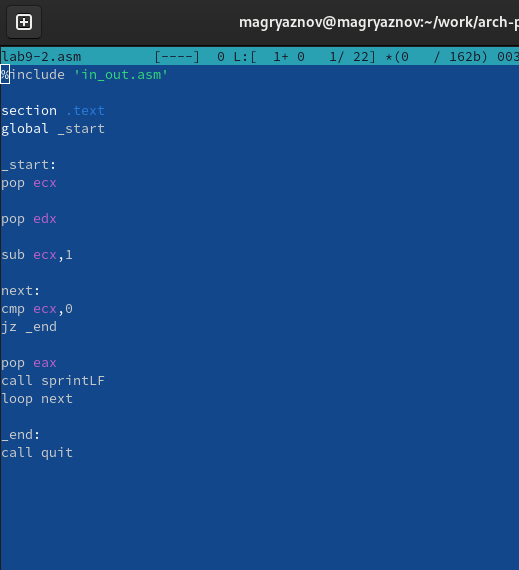 magryaznov@magryaznov:~/work/arch-p
lab9-2.asm [----] 0 L:[ 1+ 0 1/ 22] *(0 / 162b) 003
%include 'in_out.asm'
section .text
global _start
_start:
pop ecx
pop edx
sub ecx,1
next:
cmp ecx,0
jz _end
pop eax
call sprintLF
loop next
_end:
call quit